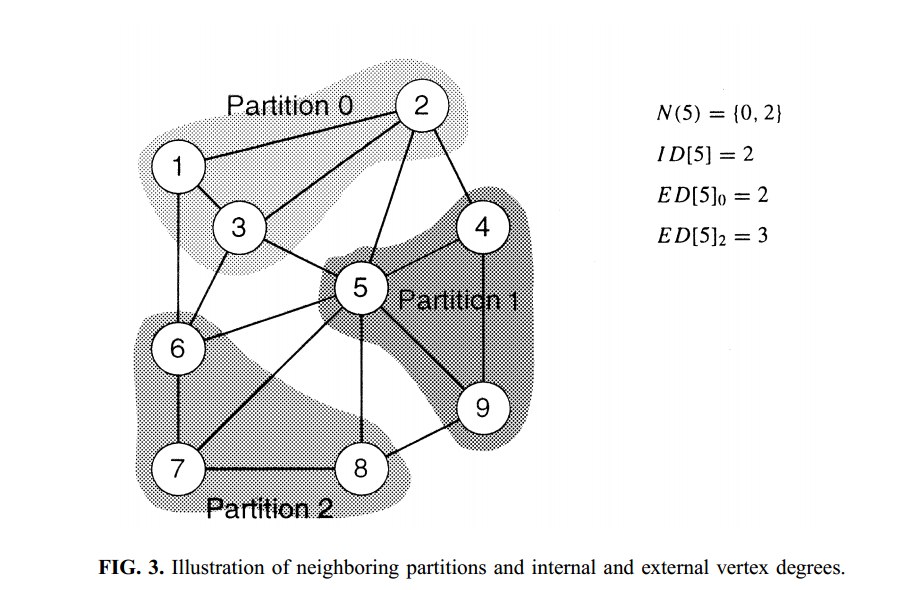 Partition 0
2
1
3
4
5
Partition 1
6
9
7
8
Partition 2
N(5) = {0, 2}
ID[5] = 2
ED[5]₀ = 2
ED[5]₂ = 3
FIG. 3. Illustration of neighboring partitions and internal and external vertex degrees.